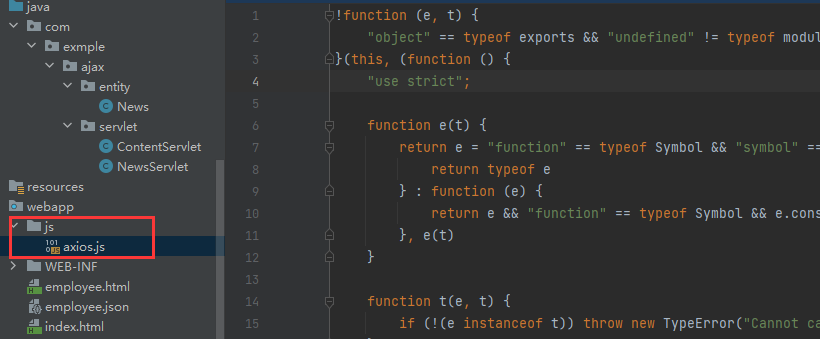 java
com
exmple
ajax
entity
News
servlet
ContentServlet
NewsServlet
resources
webapp
js
axios.js
WEB-INF
employee.html
employee.json
index.html
1 !function (e, t) {
2 "object" == typeof exports && "undefined" != typeof modul
3 }(this, (function () {
4 "use strict";
5
6 function e(t) {
7 return e = "function" == typeof Symbol && "symbol" ==
8 return typeof e
9 } : function (e) {
10 return e && "function" == typeof Symbol && e.cons
11 }, e(t)
12 }
13
14 function t(e, t) {
15 if (!(e instanceof t)) throw new TypeError("Cannot ca